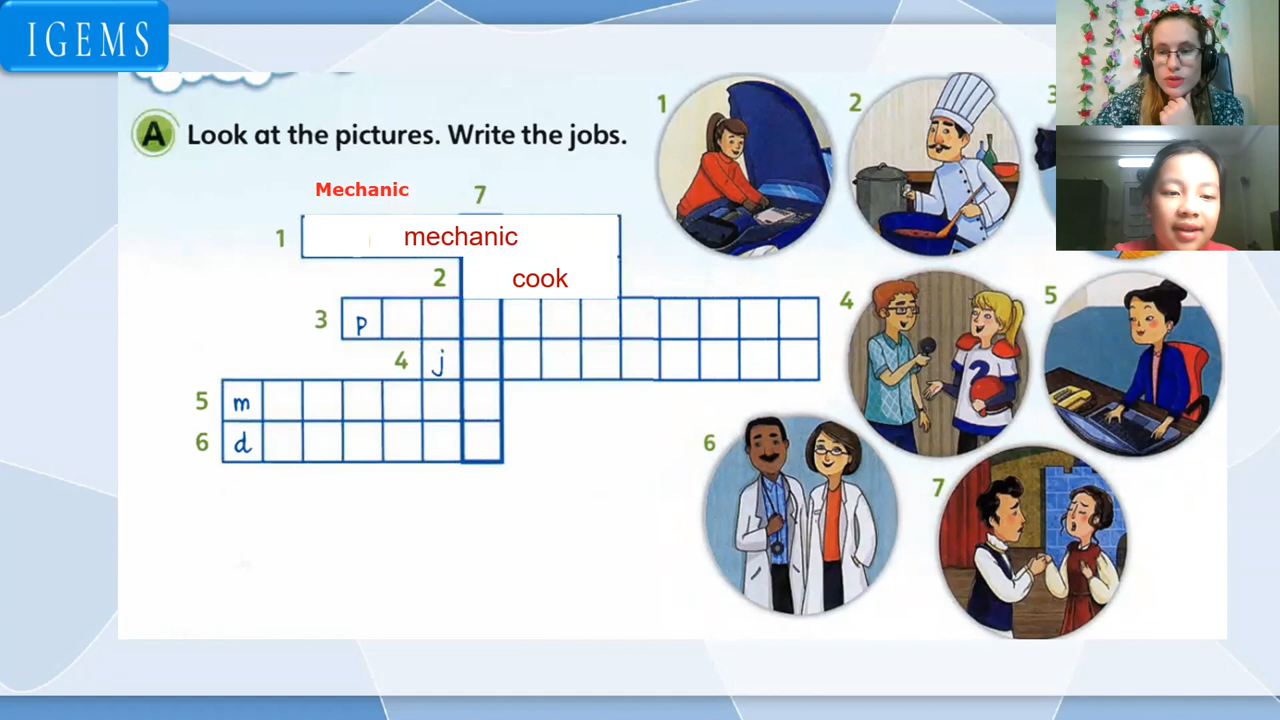 IGEMS
A Look at the pictures. Write the jobs.
Mechanic
7
1 mechanic
2 cook
3 p
4 j
5 m
6 d
1
2
3
4
5
6
7